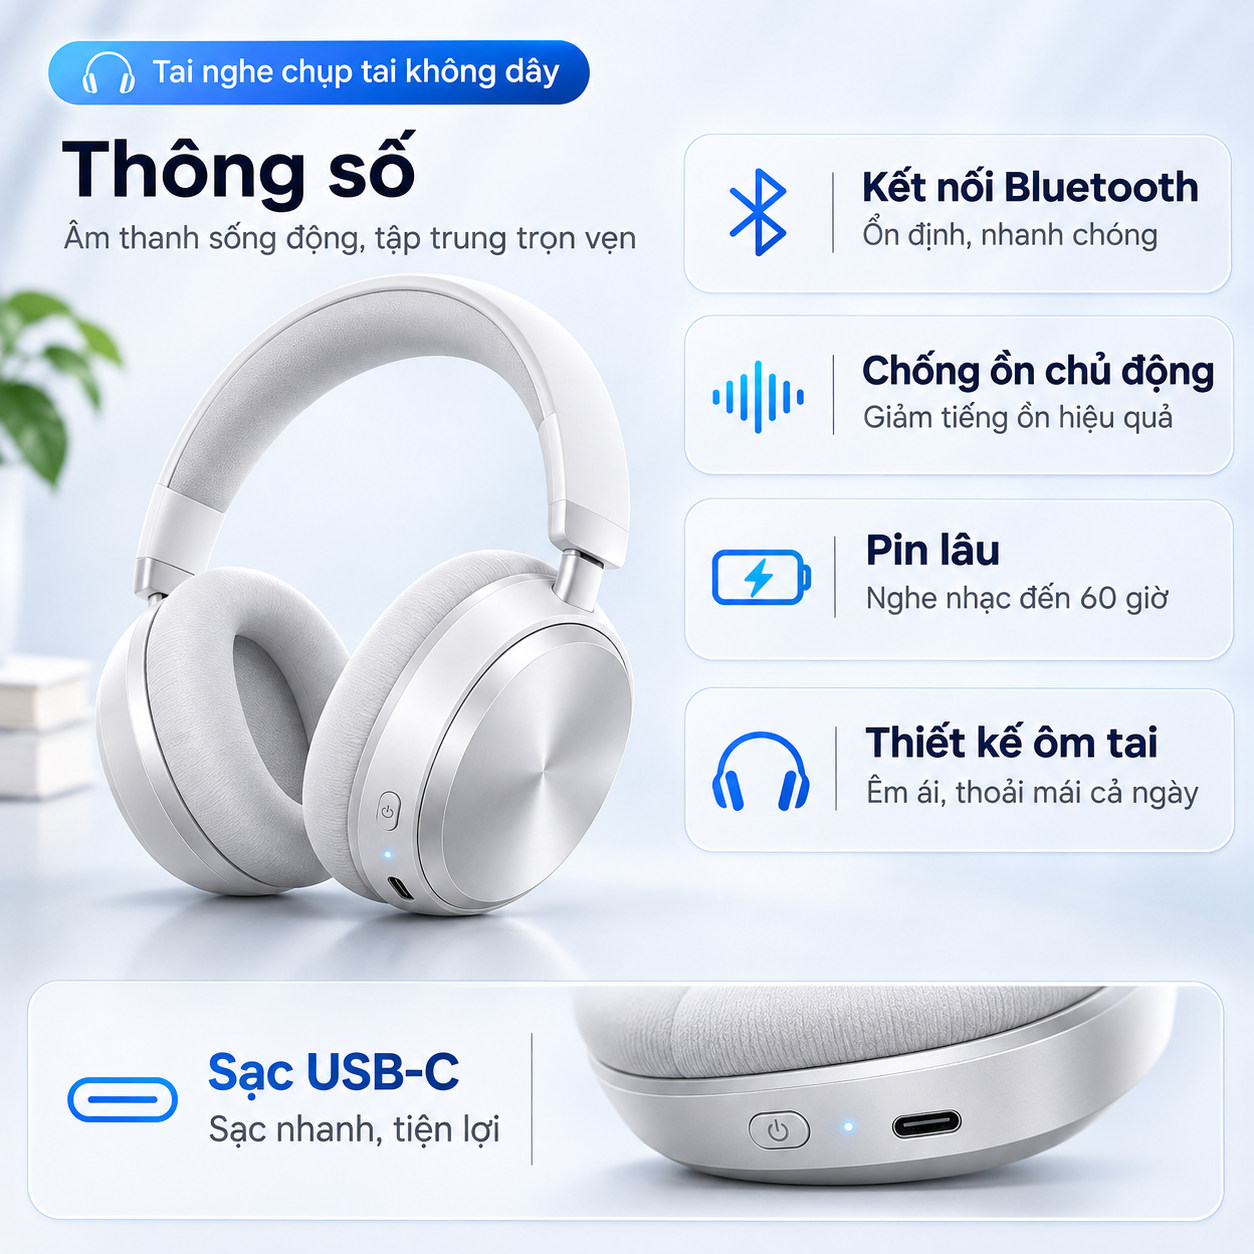 Tai nghe chụp tai không dây
Thông số
Âm thanh sống động, tập trung trọn vẹn
Kết nối Bluetooth
Ổn định, nhanh chóng
Chống ồn chủ động
Giảm tiếng ồn hiệu quả
Pin lâu
Nghe nhạc đến 60 giờ
Thiết kế ôm tai
Êm ái, thoải mái cả ngày
Sạc USB-C
Sạc nhanh, tiện lợi